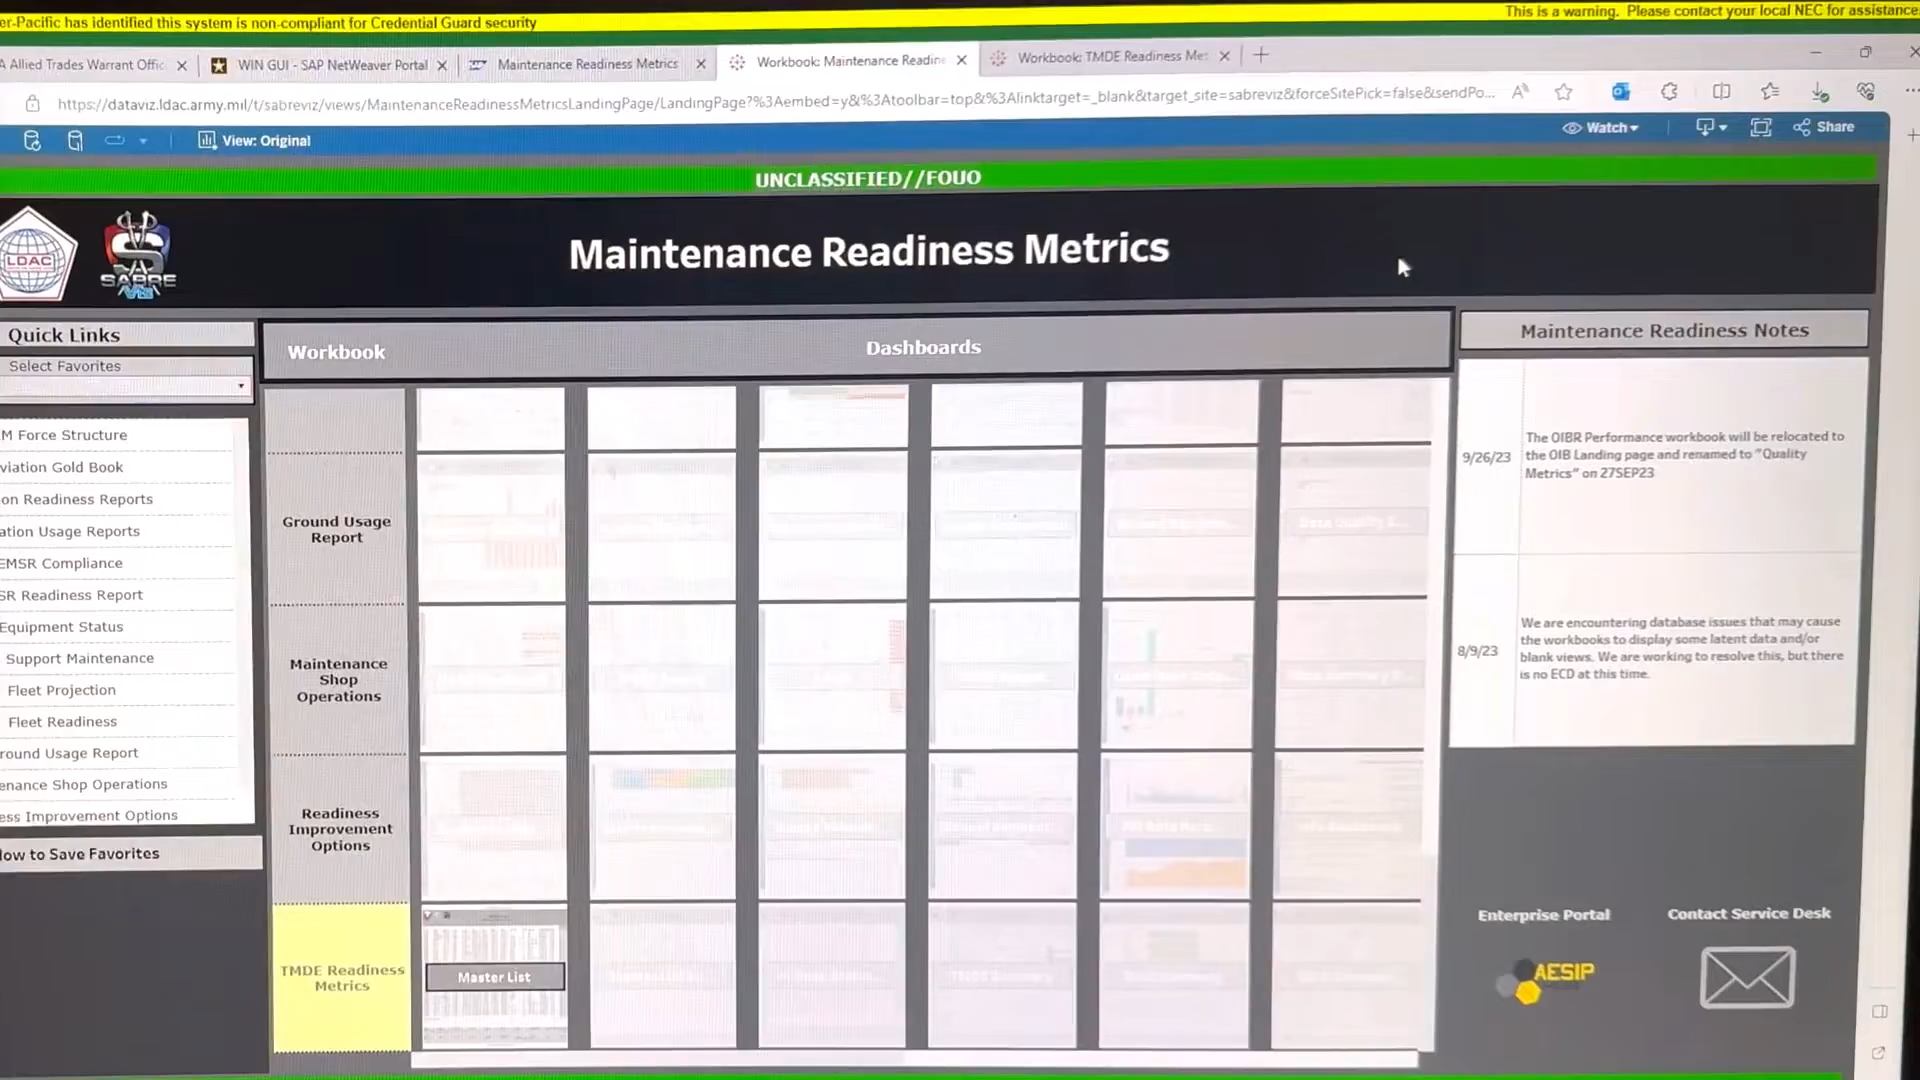 er-Pacific has identified this system is non-compliant for Credential Guard security
This is a warning. Please contact your local NEC for assistance
A Allied Trades Warrant Offic
WIN GUI - SAP NetWeaver Portal
Maintenance Readiness Metrics
Workbook: Maintenance Readin
Workbook: TMDE Readiness Met
https://dataviz.ldac.army.mil/t/sabreviz/views/MaintenanceReadinessMetricsLandingPage/LandingPage?%3Aembed=y&%3Atoolbar=top&%3Alinktarget=_blank&target_site=sabreviz&forceSitePick=false&sendPo...
View: Original
Watch
Share
UNCLASSIFIED//FOUO
LDAC
SABRE
Maintenance Readiness Metrics
Quick Links
Select Favorites
M Force Structure
viation Gold Book
on Readiness Reports
ation Usage Reports
EMSR Compliance
SR Readiness Report
Equipment Status
Support Maintenance
Fleet Projection
Fleet Readiness
round Usage Report
enance Shop Operations
ess Improvement Options
How to Save Favorites
Workbook
Dashboards
Ground Usage
Report
Maintenance
Shop
Operations
Readiness
Improvement
Options
TMDE Readiness
Metrics
Master List
Maintenance Readiness Notes
9/26/23
The OIBR Performance workbook will be relocated to
the OIB Landing page and renamed to "Quality
Metrics" on 27SEP23
8/9/23
We are encountering database issues that may cause
the workbooks to display some latent data and/or
blank views. We are working to resolve this, but there
is no ECD at this time.
Enterprise Portal
Contact Service Desk
AESIP